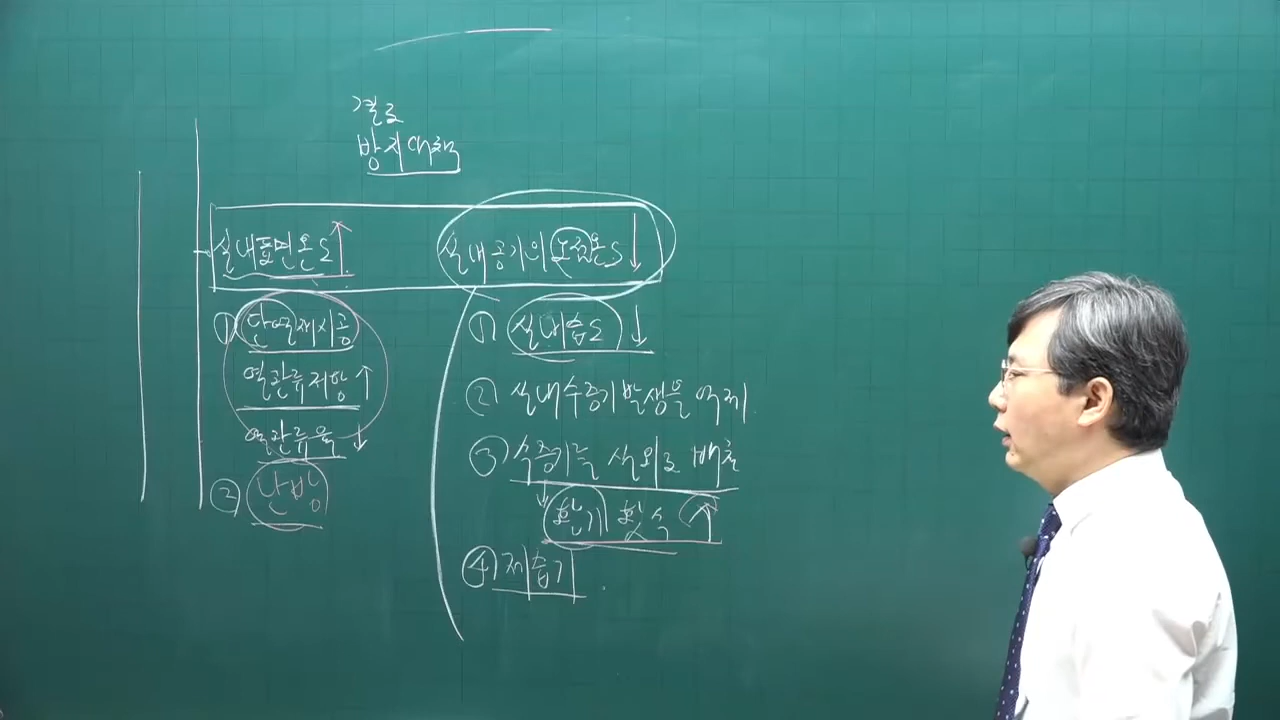 결로
방지대책
실내표면온도↑
실내공기의 노점온도↓
① 단열재시공
열관류저항↑
열관류율↓
② 난방
① 실내습도↓
② 실내수증기발생을 억제
③ 수증기를 실외로 배출
↓ 환기횟수↑
④ 제습기